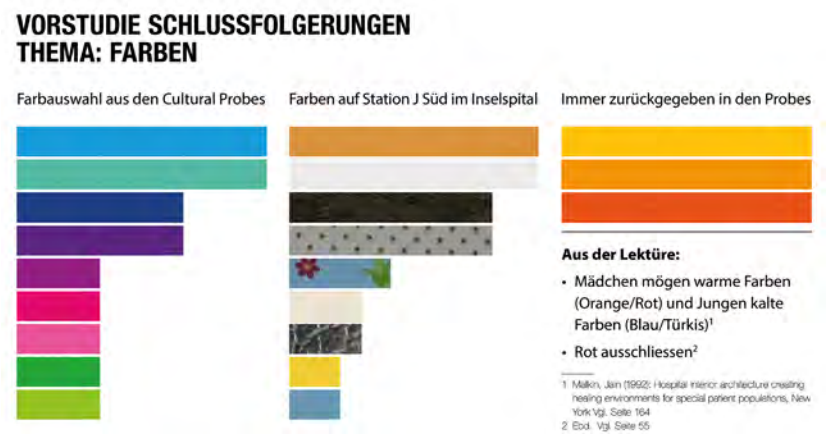 VORSTUDIE SCHLUSSFOLGERUNGEN
THEMA: FARBEN
Farbauswahl aus den Cultural Probes
Farben auf Station J Süd im Inselspital
Immer zurückgegeben in den Probes
Aus der Lektüre:
• Mädchen mögen warme Farben
(Orange/Rot) und Jungen kalte
Farben (Blau/Türkis)¹
• Rot ausschliessen²
1 Malkin, Jain (1992): Hospital interior architecture creating
healing environments for special patient populations, New
York Vgl. Seite 164
2 Ebd. Vgl. Seite 55